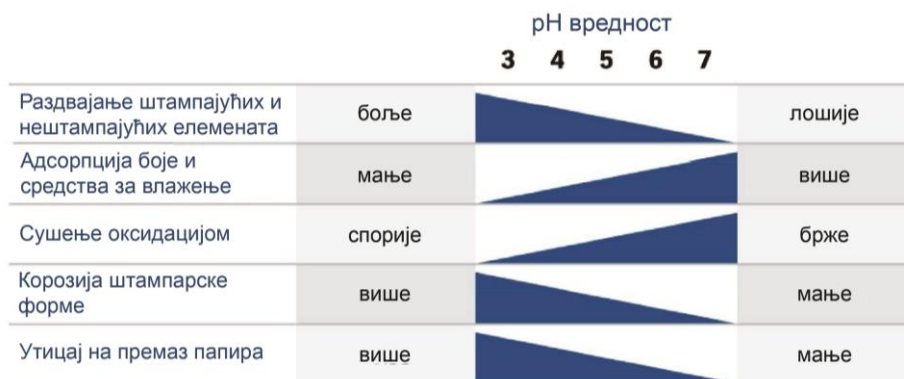 pH вредност
3 4 5 6 7
Раздвајање штампајућих и
нештампајућих елемената
боље
лошије
Адсорпција боје и
средства за влажење
мање
више
Сушење оксидацијом
спорије
брже
Корозија штампарске
форме
више
мање
Утицај на премаз папира
више
мање